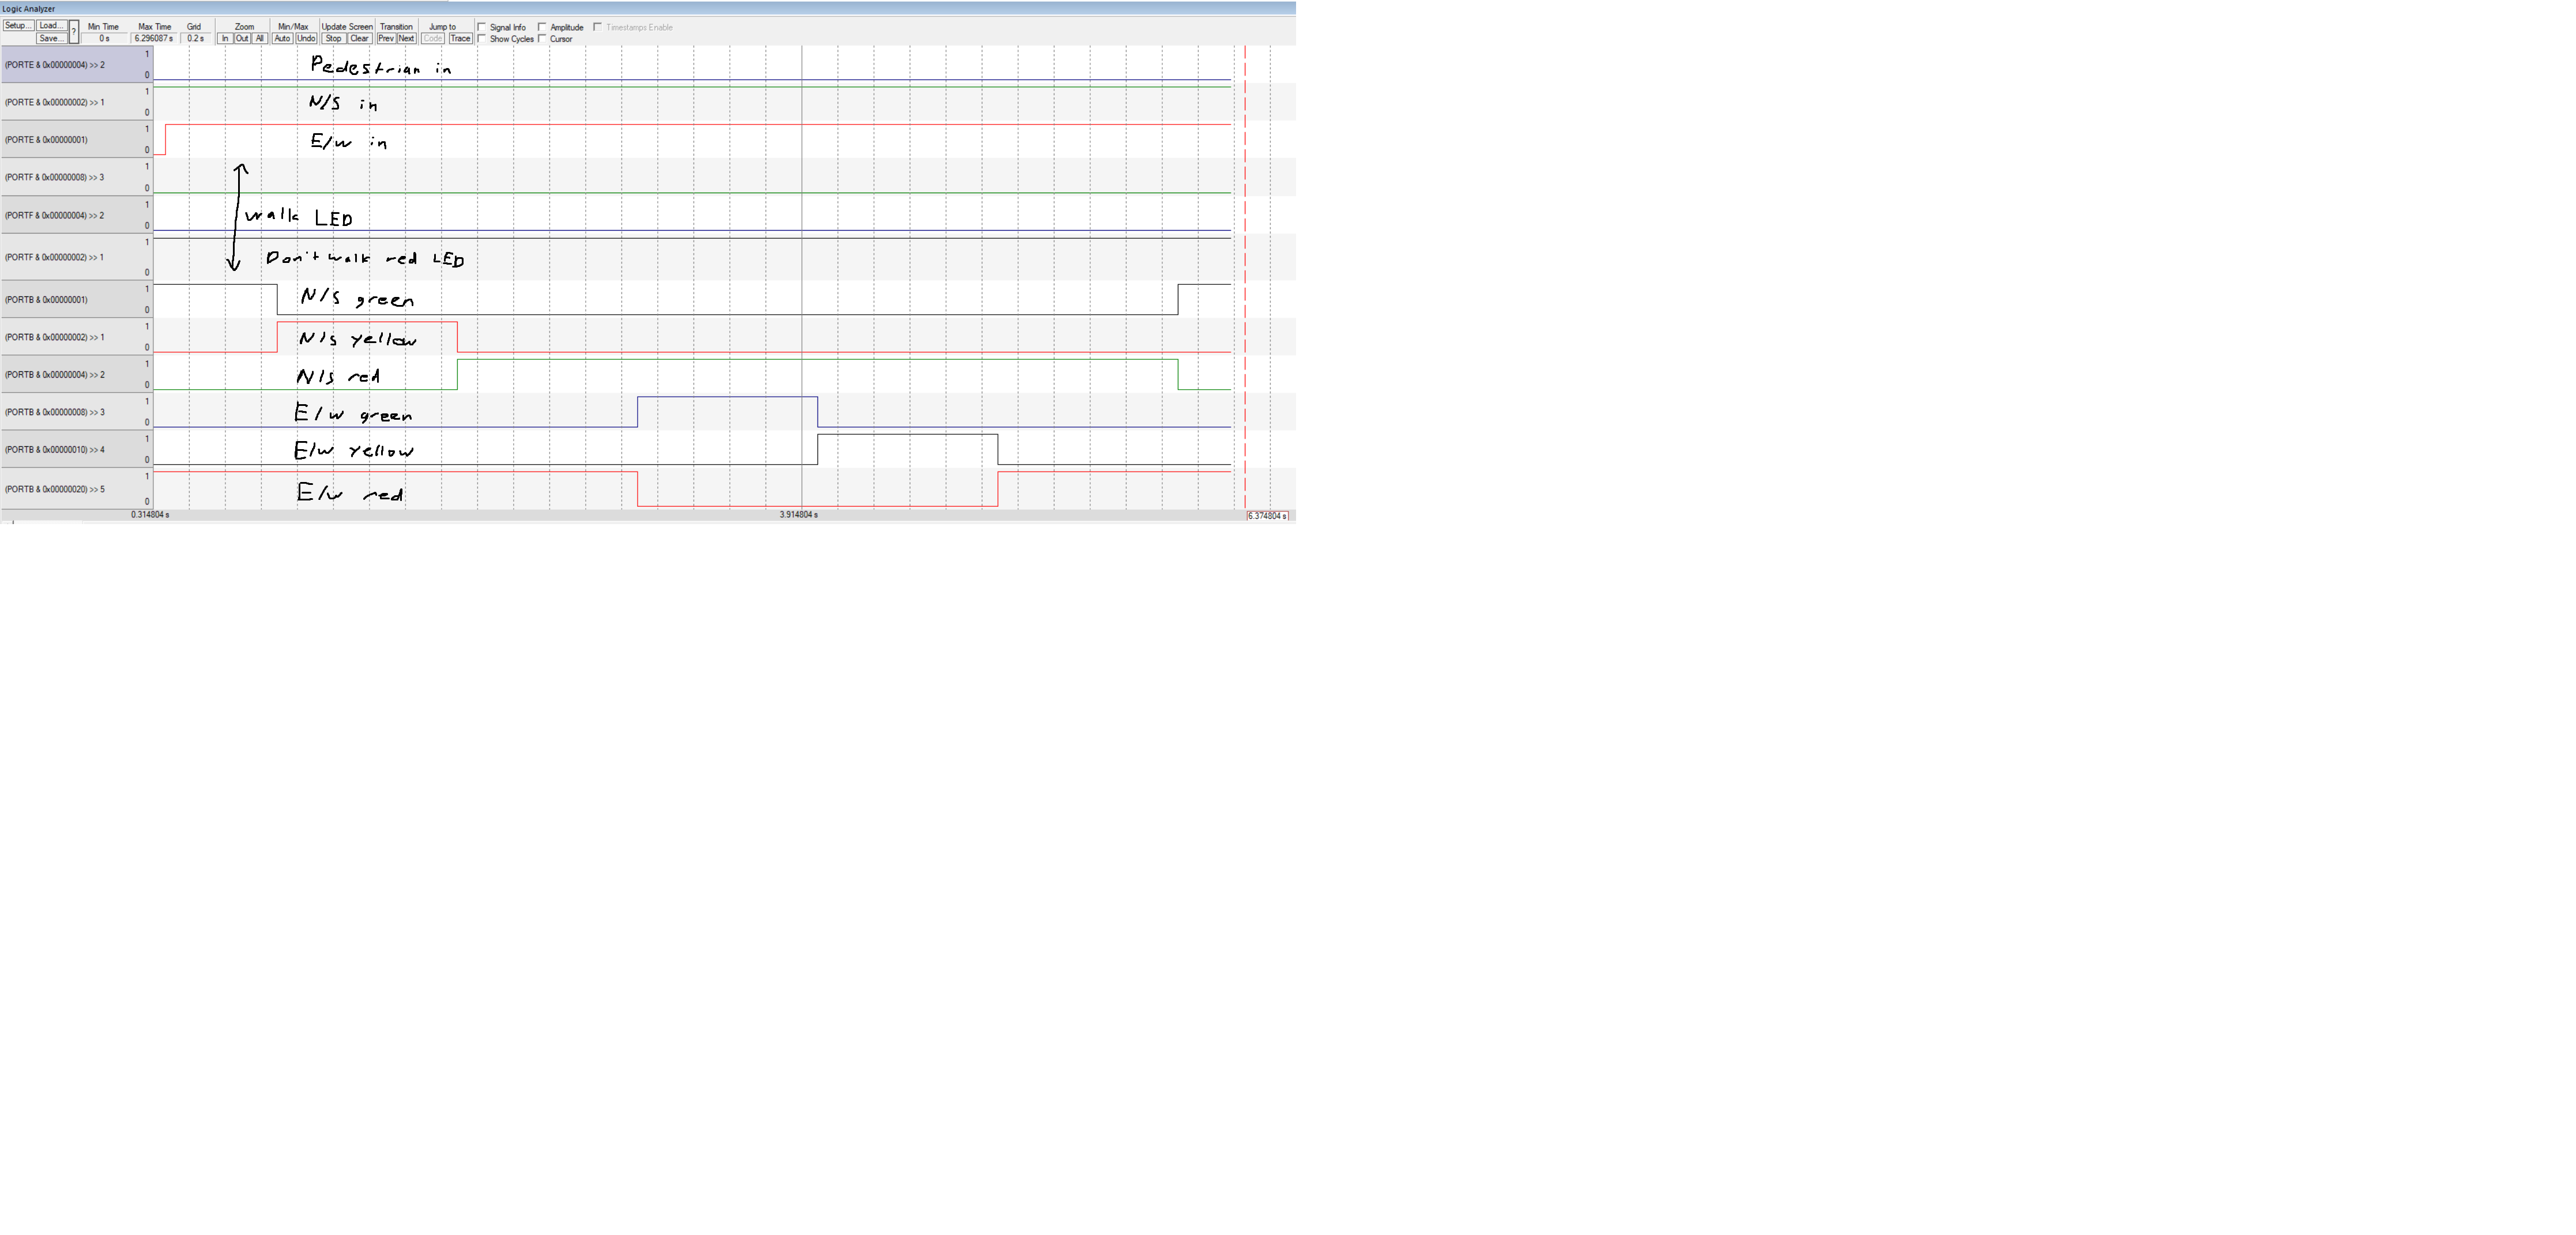 Logic Analyzer
Setup... Load... ? Min Time Max Time Grid Zoom Min/Max Update Screen Transition Jump to Signal Info Amplitude Timestamps Enable
Save... 0 s 6.296087 s 0.2 s In Out All Auto Undo Stop Clear Prev Next Code Trace Show Cycles Cursor
1
(PORTE & 0x00000004) >> 2 Pedestrian in
0
1
(PORTE & 0x00000002) >> 1 N/S in
0
1
(PORTE & 0x00000001) E/W in
0
1
(PORTF & 0x00000008) >> 3
0
1
(PORTF & 0x00000004) >> 2 walk LED
0
1
(PORTF & 0x00000002) >> 1 Don't walk red LED
0
1
(PORTB & 0x00000001) N/S green
0
1
(PORTB & 0x00000002) >> 1 N/S yellow
0
1
(PORTB & 0x00000004) >> 2 N/S red
0
1
(PORTB & 0x00000008) >> 3 E/W green
0
1
(PORTB & 0x00000010) >> 4 E/W yellow
0
1
(PORTB & 0x00000020) >> 5 E/W red
0
0.314804 s 3.914804 s 6.374804 s